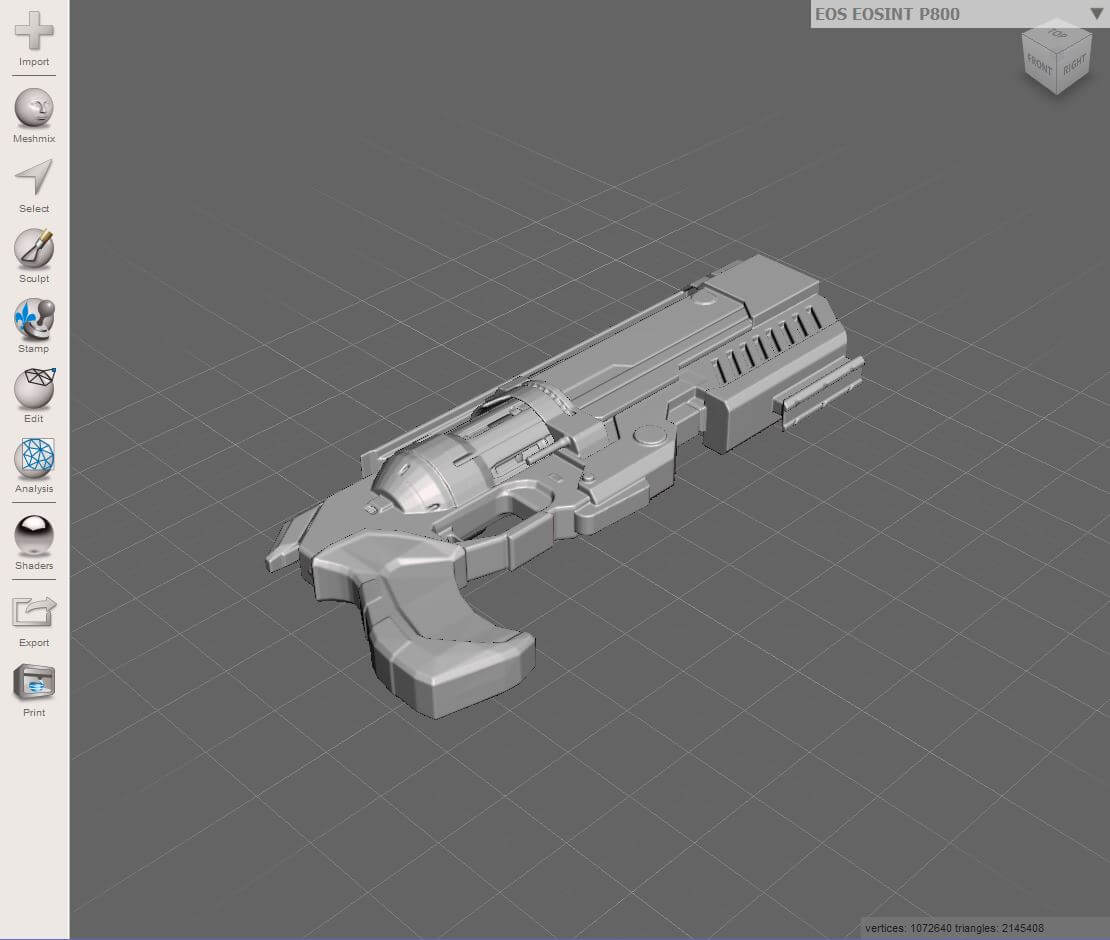 EOS EOSINT P800
TOP
FRONT
RIGHT
Import
Meshmix
Select
Sculpt
Stamp
Edit
Analysis
Shaders
Export
Print
vertices: 1072640 triangles: 2145408